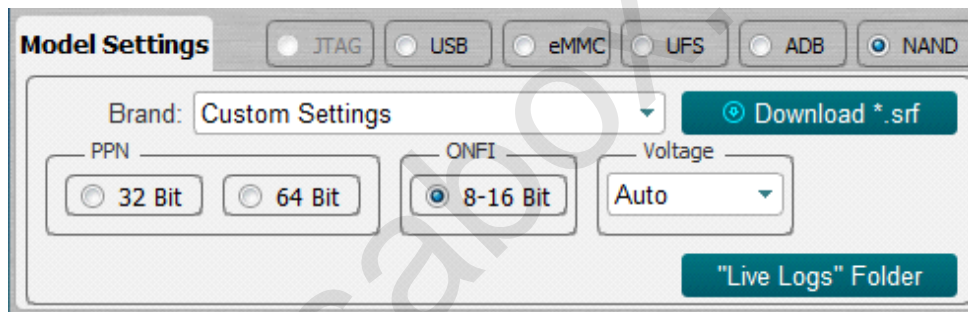 Model Settings JTAG USB eMMC UFS ADB NAND
Brand: Custom Settings Download *.srf
PPN ONFI Voltage
32 Bit 64 Bit 8-16 Bit Auto
"Live Logs" Folder